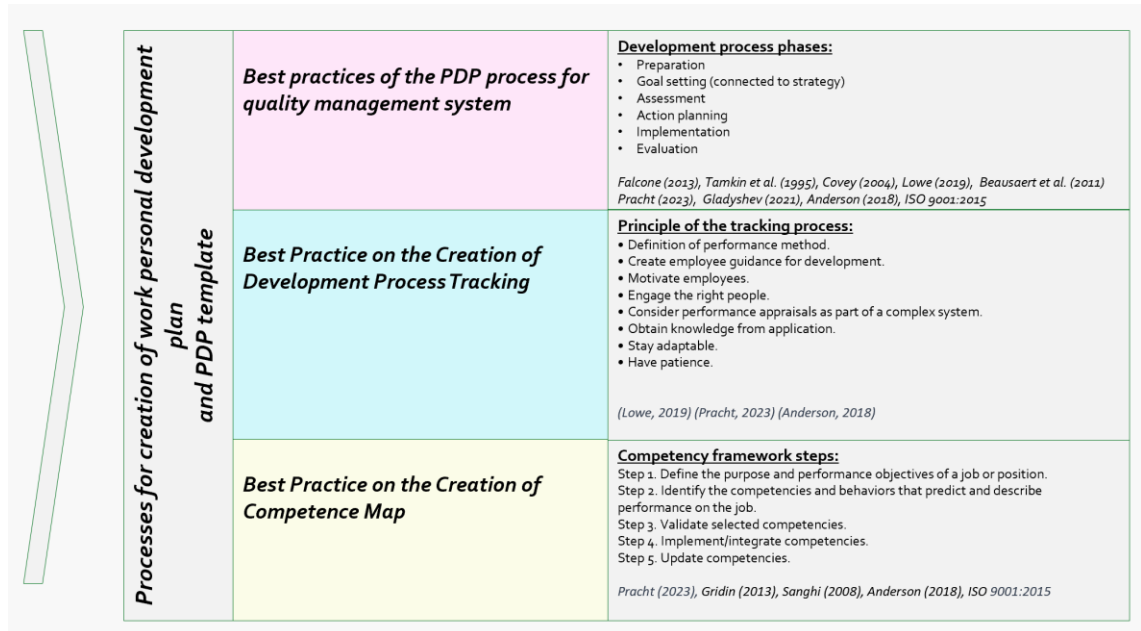 Processes for creation of work personal development
plan
and PDP template
Best practices of the PDP process for
quality management system
Development process phases:
• Preparation
• Goal setting (connected to strategy)
• Assessment
• Action planning
• Implementation
• Evaluation
Falcone (2013), Tamkin et al. (1995), Covey (2004), Lowe (2019), Beausaert et al. (2011)
Pracht (2023), Gladyshev (2021), Anderson (2018), ISO 9001:2015
Best Practice on the Creation of
Development Process Tracking
Principle of the tracking process:
• Definition of performance method.
• Create employee guidance for development.
• Motivate employees.
• Engage the right people.
• Consider performance appraisals as part of a complex system.
• Obtain knowledge from application.
• Stay adaptable.
• Have patience.
(Lowe, 2019) (Pracht, 2023) (Anderson, 2018)
Best Practice on the Creation of
Competence Map
Competency framework steps:
Step 1. Define the purpose and performance objectives of a job or position.
Step 2. Identify the competencies and behaviors that predict and describe
performance on the job.
Step 3. Validate selected competencies.
Step 4. Implement/integrate competencies.
Step 5. Update competencies.
Pracht (2023), Gridin (2013), Sanghi (2008), Anderson (2018), ISO 9001:2015